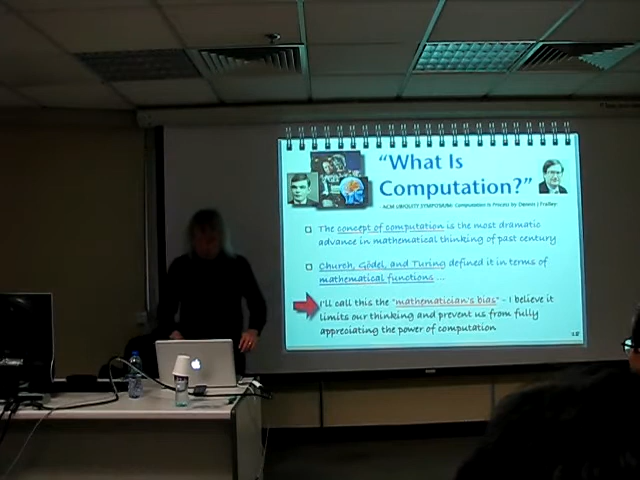 "What Is
Computation?"
- ACM UBIQUITY SYMPOSIUM: Computation is Process by Dennis J Frailey-
The concept of computation is the most dramatic
advance in mathematical thinking of past century
Church, Gödel, and Turing defined it in terms of
mathematical functions ...
I'll call this the "mathematician's bias" - I believe it
limits our thinking and prevent us from fully
appreciating the power of computation